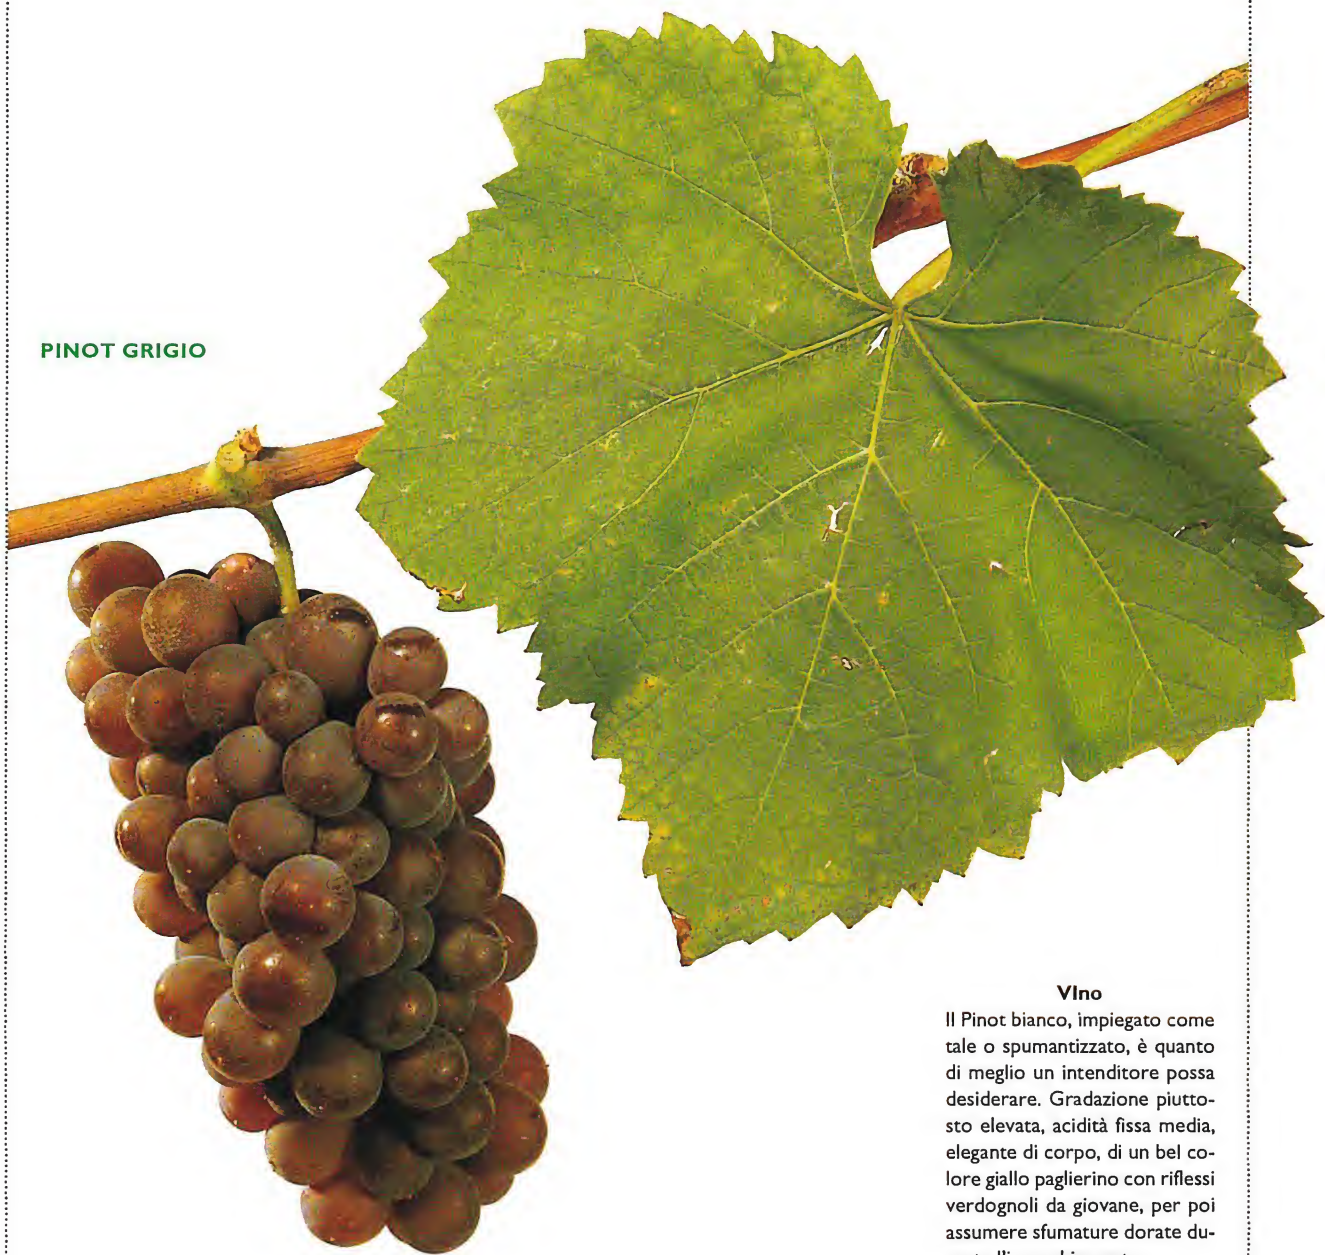 PINOT GRIGIO
VIno
Il Pinot bianco, impiegato come
tale o spumantizzato, è quanto
di meglio un intenditore possa
desiderare. Gradazione piutto-
sto elevata, acidità fissa media,
elegante di corpo, di un bel co-
lore giallo paglierino con riflessi
verdognoli da giovane, per poi
assumere sfumature dorate du-